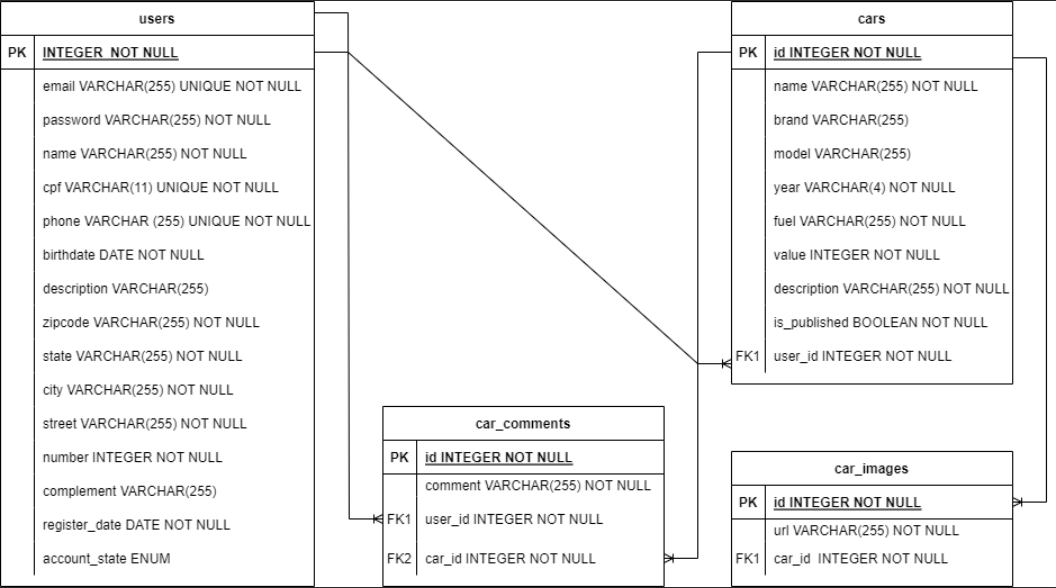 users
PK INTEGER NOT NULL
email VARCHAR(255) UNIQUE NOT NULL
password VARCHAR(255) NOT NULL
name VARCHAR(255) NOT NULL
cpf VARCHAR(11) UNIQUE NOT NULL
phone VARCHAR (255) UNIQUE NOT NULL
birthdate DATE NOT NULL
description VARCHAR(255)
zipcode VARCHAR(255) NOT NULL
state VARCHAR(255) NOT NULL
city VARCHAR(255) NOT NULL
street VARCHAR(255) NOT NULL
number INTEGER NOT NULL
complement VARCHAR(255)
register_date DATE NOT NULL
account_state ENUM
car_comments
PK id INTEGER NOT NULL
comment VARCHAR(255) NOT NULL
FK1 user_id INTEGER NOT NULL
FK2 car_id INTEGER NOT NULL
cars
PK id INTEGER NOT NULL
name VARCHAR(255) NOT NULL
brand VARCHAR(255)
model VARCHAR(255)
year VARCHAR(4) NOT NULL
fuel VARCHAR(255) NOT NULL
value INTEGER NOT NULL
description VARCHAR(255) NOT NULL
is_published BOOLEAN NOT NULL
FK1 user_id INTEGER NOT NULL
car_images
PK id INTEGER NOT NULL
url VARCHAR(255) NOT NULL
FK1 car_id INTEGER NOT NULL